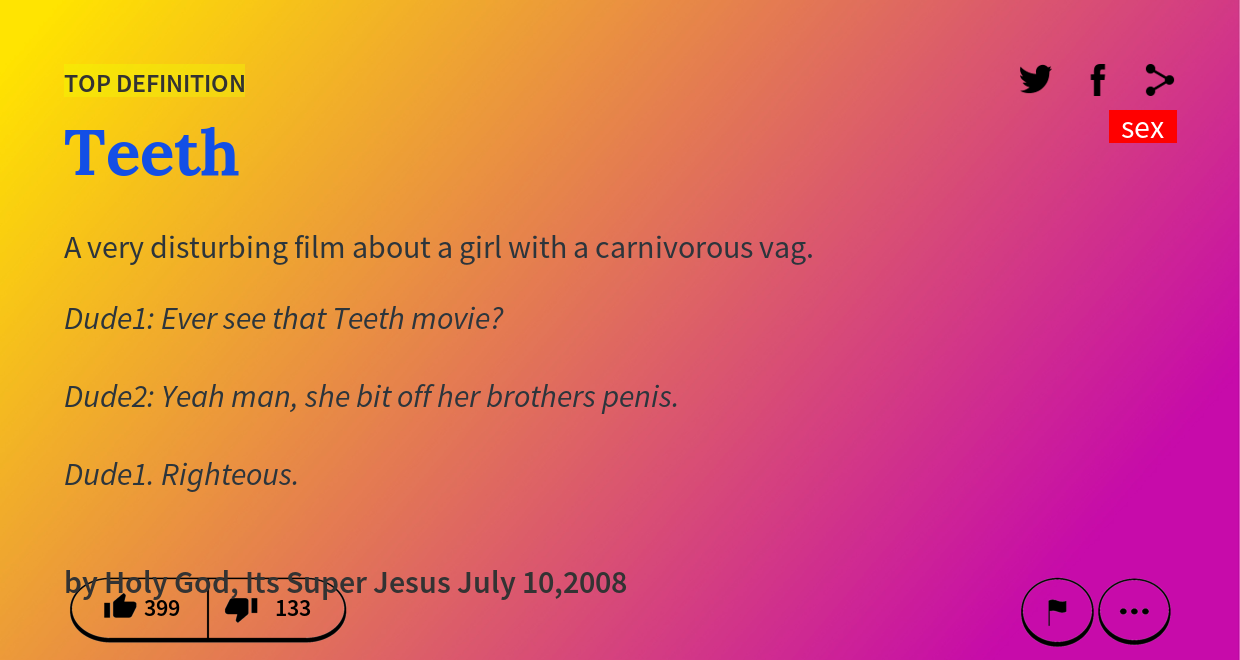 TOP DEFINITION
sex
Teeth
A very disturbing film about a girl with a carnivorous vag.
Dude1: Ever see that Teeth movie?
Dude2: Yeah man, she bit off her brothers penis.
Dude1. Righteous.
by Holy God, Its Super Jesus July 10,2008
399 133